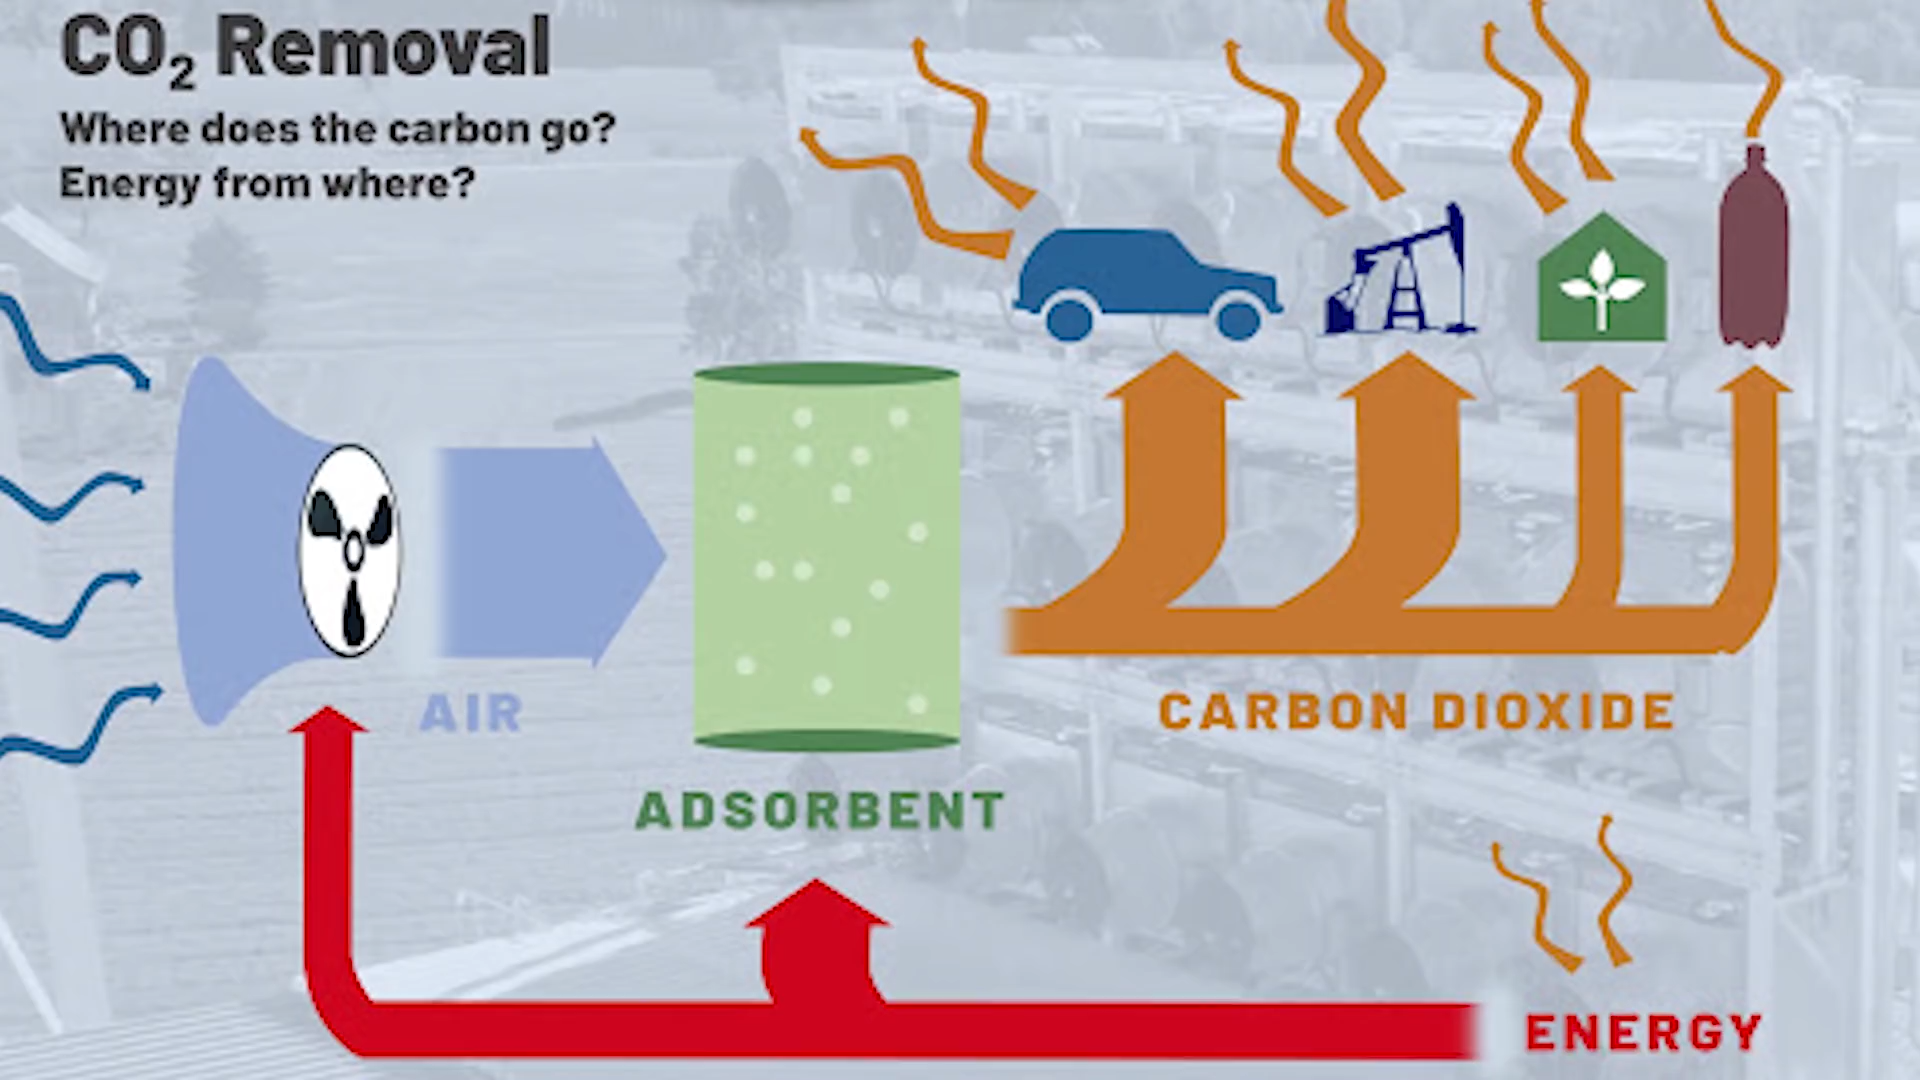 CO₂ Removal
Where does the carbon go?
Energy from where?
AIR
CARBON DIOXIDE
ADSORBENT
ENERGY